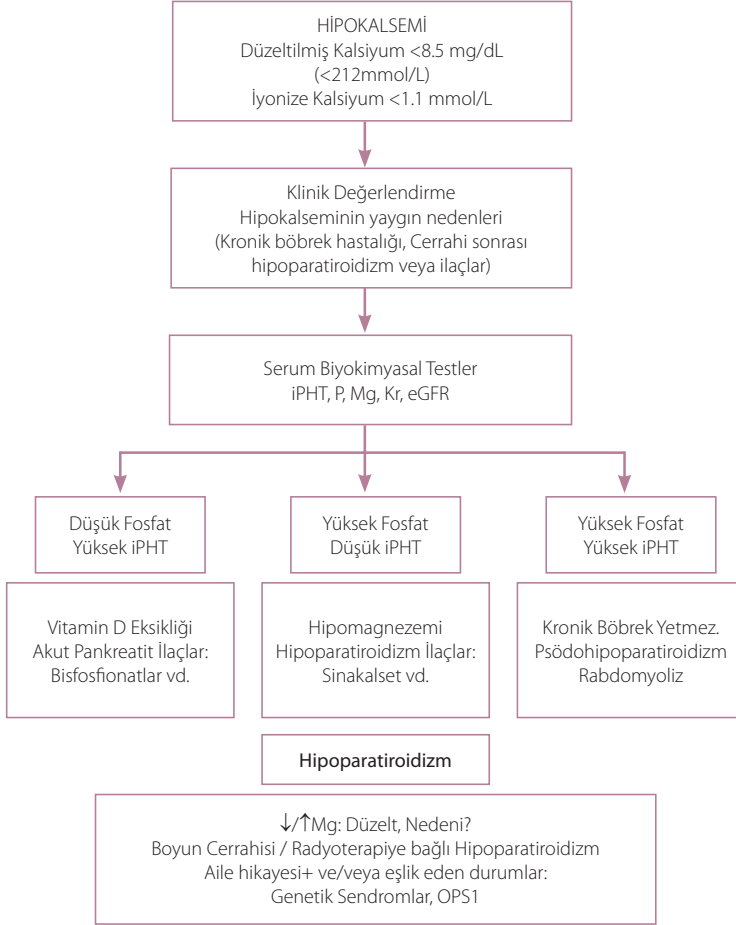 HİPOKALSEMİ
Düzeltilmiş Kalsiyum <8.5 mg/dL
(<212mmol/L)
İyonize Kalsiyum <1.1 mmol/L
Klinik Değerlendirme
Hipokalseminin yaygın nedenleri
(Kronik böbrek hastalığı, Cerrahi sonrası
hipoparatiroidizm veya ilaçlar)
Serum Biyokimyasal Testler
iPHT, P, Mg, Kr, eGFR
Düşük Fosfat
Yüksek iPHT
Yüksek Fosfat
Düşük iPHT
Yüksek Fosfat
Yüksek iPHT
Vitamin D Eksikliği
Akut Pankreatit İlaçlar:
Bisfosfionatlar vd.
Hipomagnezemi
Hipoparatiroidizm İlaçlar:
Sinakalset vd.
Kronik Böbrek Yetmez.
Psödohipoparatiroidizm
Rabdomyoliz
Hipoparatiroidizm
↓/↑Mg: Düzelt, Nedeni?
Boyun Cerrahisi / Radyoterapiye bağlı Hipoparatiroidizm
Aile hikayesi+ ve/veya eşlik eden durumlar:
Genetik Sendromlar, OPS1